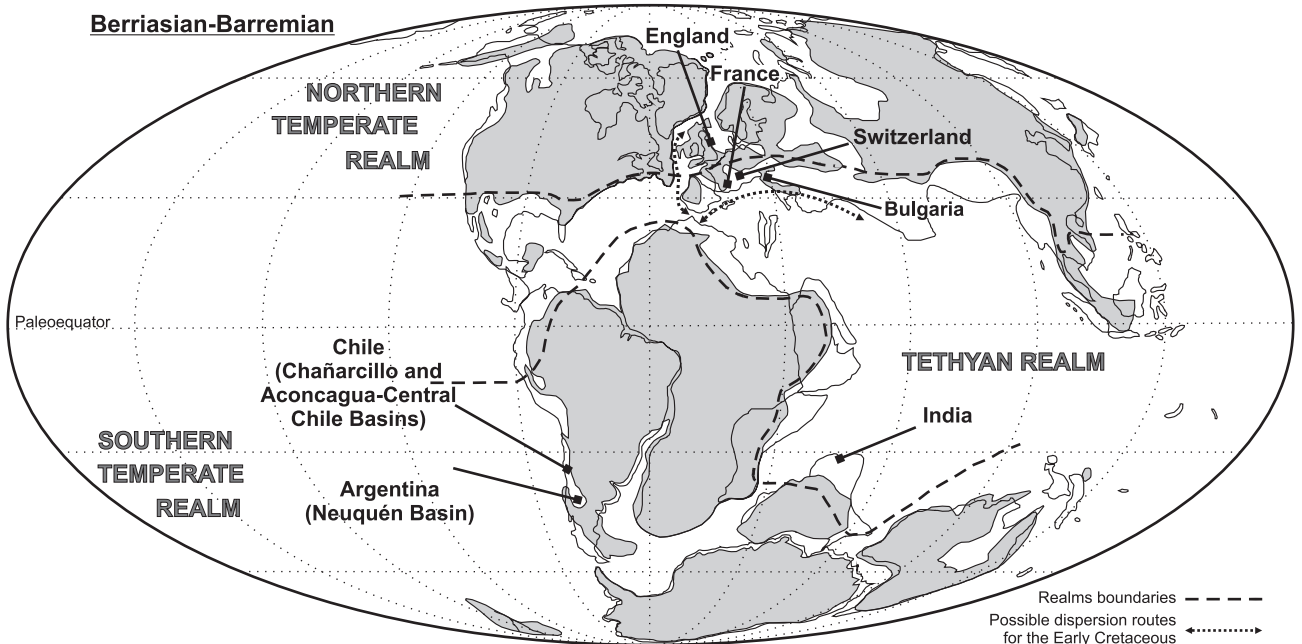 Berriasian-Barremian
England
France
NORTHERN
TEMPERATE
REALM
Switzerland
Bulgaria
Paleoequator
Chile
(Chañarcillo and
Aconcagua-Central
Chile Basins)
TETHYAN REALM
India
SOUTHERN
TEMPERATE
REALM
Argentina
(Neuquén Basin)
Realms boundaries
Possible dispersion routes
for the Early Cretaceous